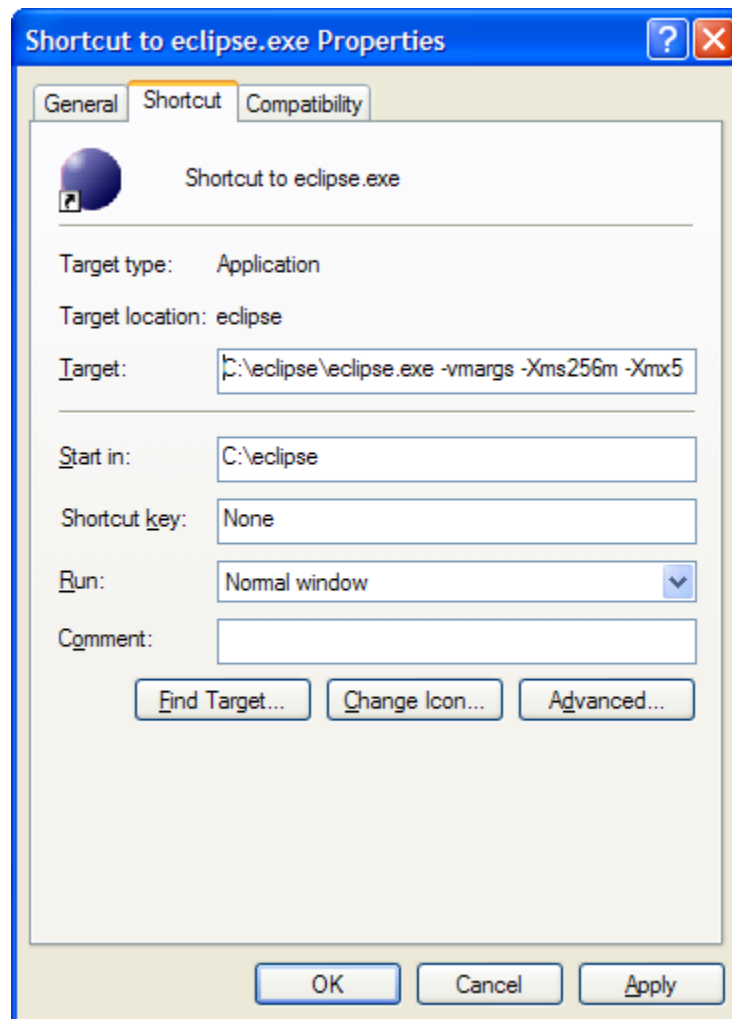 Shortcut to eclipse.exe Properties
General Shortcut Compatibility
Shortcut to eclipse.exe
Target type: Application
Target location: eclipse
Target: C:\eclipse\eclipse.exe -vmargs -Xms256m -Xmx5
Start in: C:\eclipse
Shortcut key: None
Run: Normal window
Comment:
Find Target... Change Icon... Advanced...
OK Cancel Apply